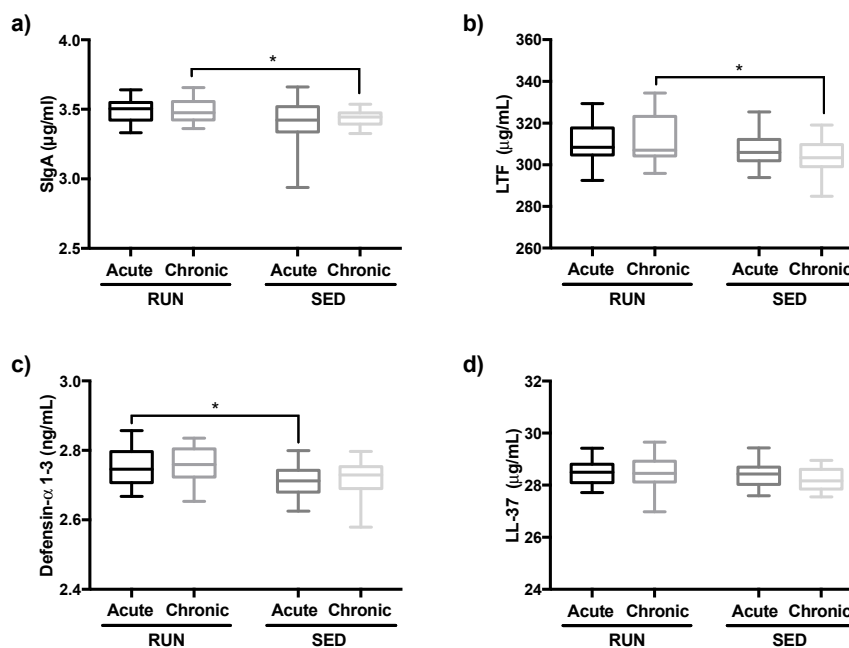 a)
SIgA (µg/ml)
4.0
3.5
3.0
2.5
*
Acute Chronic Acute Chronic
RUN SED
b)
LTF (µg/mL)
360
340
320
300
280
260
*
Acute Chronic Acute Chronic
RUN SED
c)
Defensin-α 1-3 (ng/mL)
3.0
2.8
2.6
2.4
*
Acute Chronic Acute Chronic
RUN SED
d)
LL-37 (µg/mL)
32
30
28
26
24
Acute Chronic Acute Chronic
RUN SED